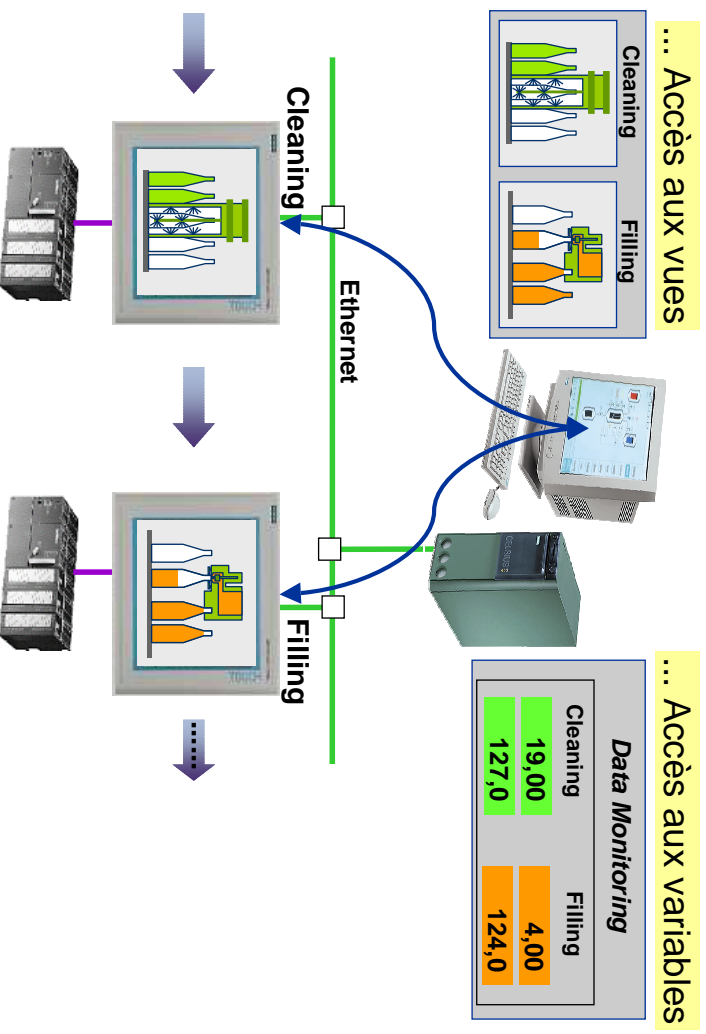 ... Accès aux vues
Cleaning
Filling
... Accès aux variables
Data Monitoring
Cleaning
Filling
19,00
4,00
127,0
124,0
Ethernet
Cleaning
Filling
TOUCH
TOUCH
......